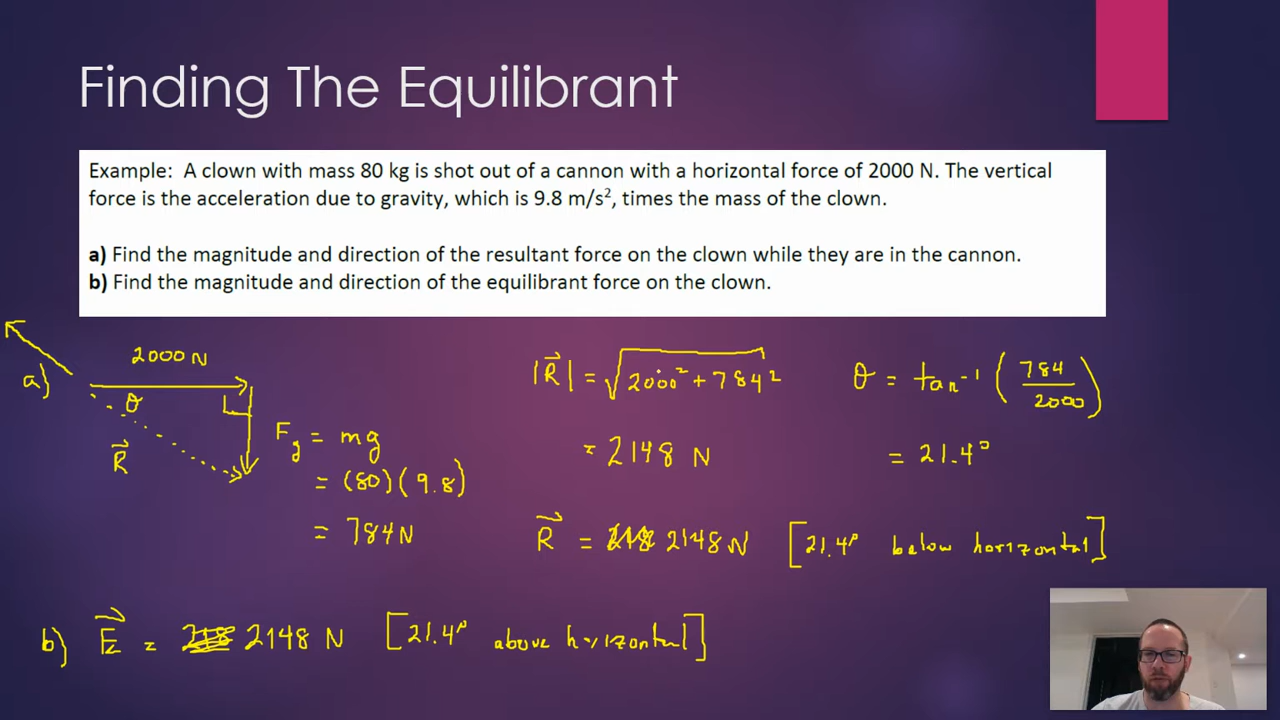 Finding The Equilibrant
Example: A clown with mass 80 kg is shot out of a cannon with a horizontal force of 2000 N. The vertical
force is the acceleration due to gravity, which is 9.8 m/s², times the mass of the clown.
a) Find the magnitude and direction of the resultant force on the clown while they are in the cannon.
b) Find the magnitude and direction of the equilibrant force on the clown.
a)
2000 N
θ
R⃗
F_g = mg
= (80)(9.8)
= 784 N
|R⃗| = √(2000² + 784²)
= 2148 N
θ = tan⁻¹(784/2000)
= 21.4°
R⃗ = 2148 N [21.4° below horizontal]
b) E⃗ = 2148 N [21.4° above horizontal]